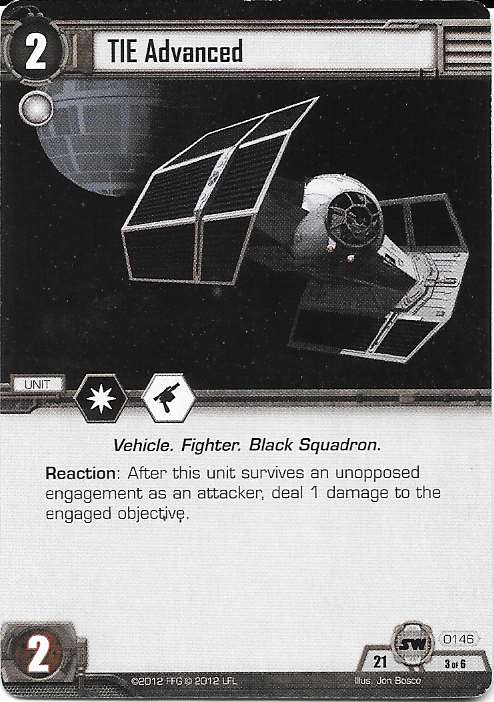 2
TIE Advanced
UNIT
Vehicle. Fighter. Black Squadron.
Reaction: After this unit survives an unopposed
engagement as an attacker, deal 1 damage to the
engaged objective.
2
SW
0146
21
3 of 6
©2012 FFG © 2012 LFL
Illus. Jon Bosco